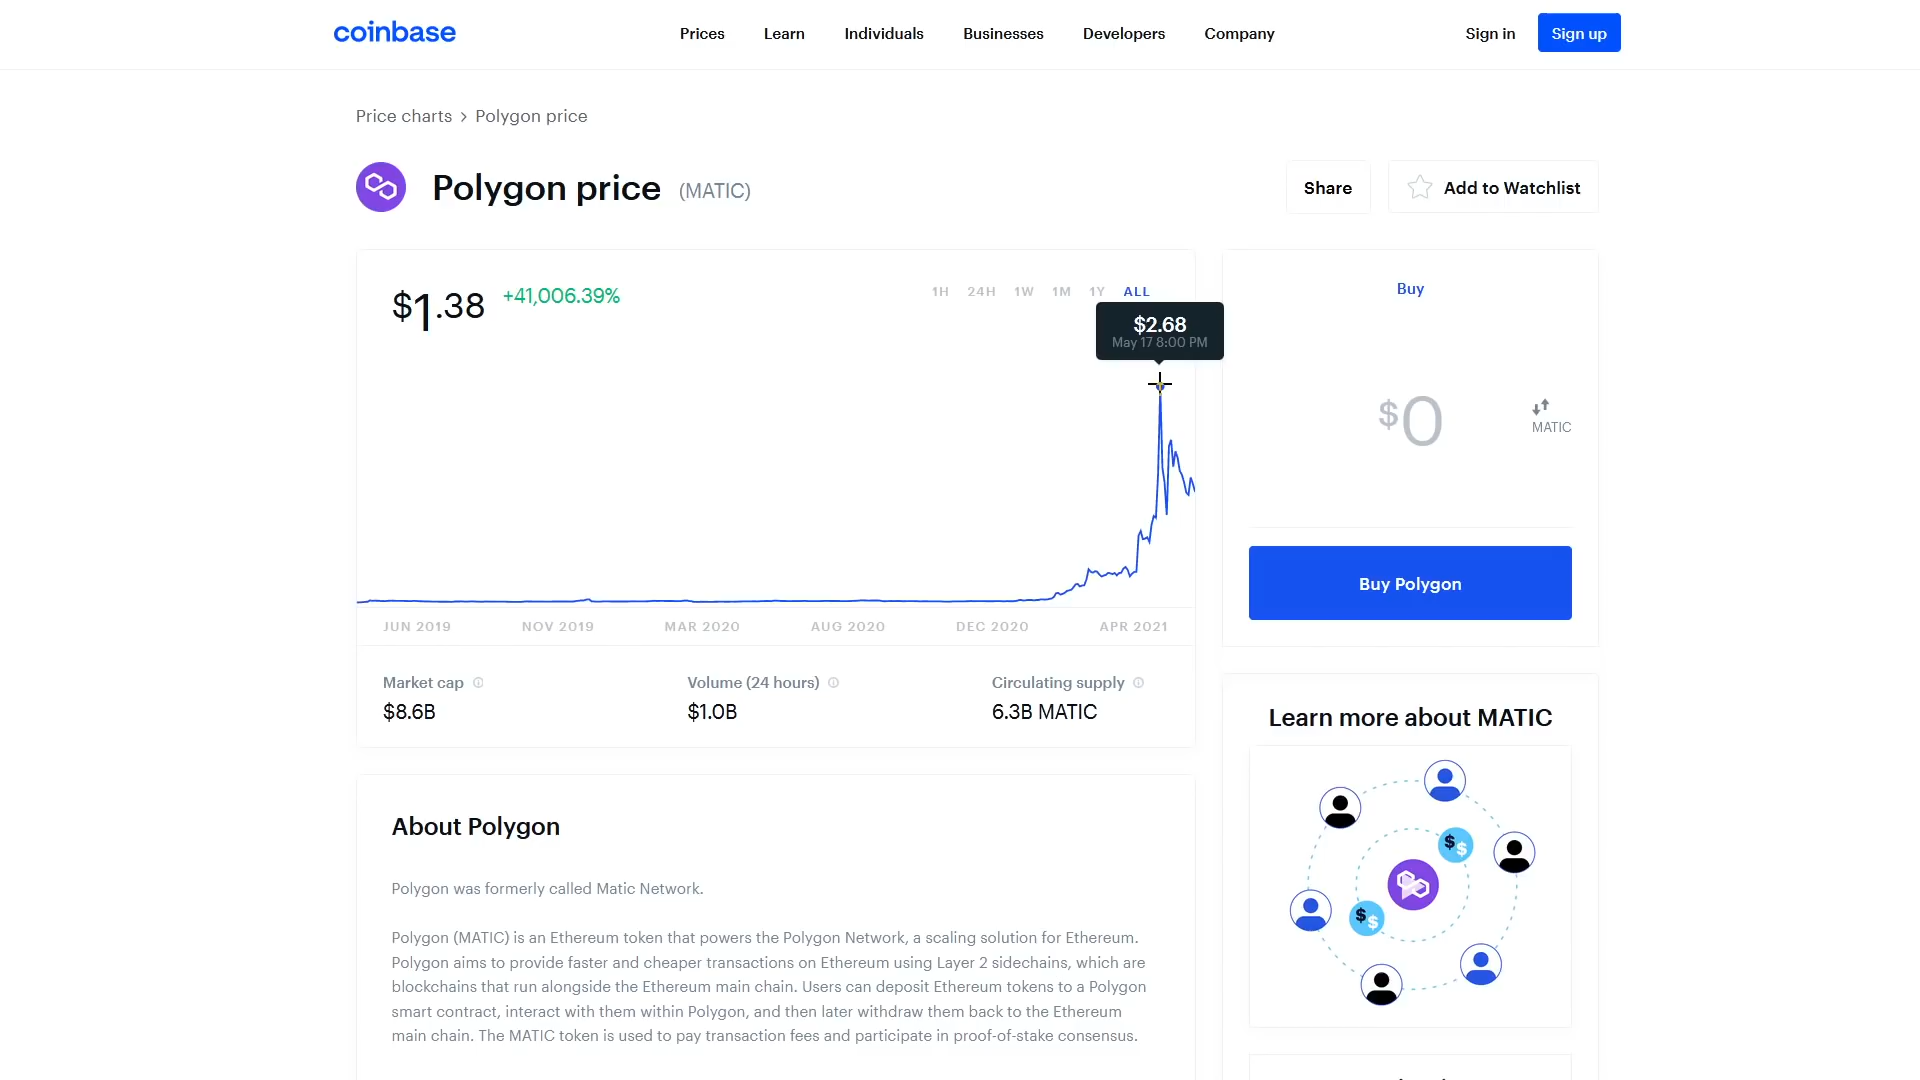 coinbase
Prices Learn Individuals Businesses Developers Company
Sign in Sign up
Price charts > Polygon price
Polygon price (MATIC)
Share Add to Watchlist
$1.38 +41,006.39%
1H 24H 1W 1M 1Y ALL
$2.68
May 17 8:00 PM
JUN 2019 NOV 2019 MAR 2020 AUG 2020 DEC 2020 APR 2021
Market cap Volume (24 hours) Circulating supply
$8.6B $1.0B 6.3B MATIC
Buy
$0
MATIC
Buy Polygon
About Polygon
Polygon was formerly called Matic Network.
Polygon (MATIC) is an Ethereum token that powers the Polygon Network, a scaling solution for Ethereum.
Polygon aims to provide faster and cheaper transactions on Ethereum using Layer 2 sidechains, which are
blockchains that run alongside the Ethereum main chain. Users can deposit Ethereum tokens to a Polygon
smart contract, interact with them within Polygon, and then later withdraw them back to the Ethereum
main chain. The MATIC token is used to pay transaction fees and participate in proof-of-stake consensus.
Learn more about MATIC
$$
$$